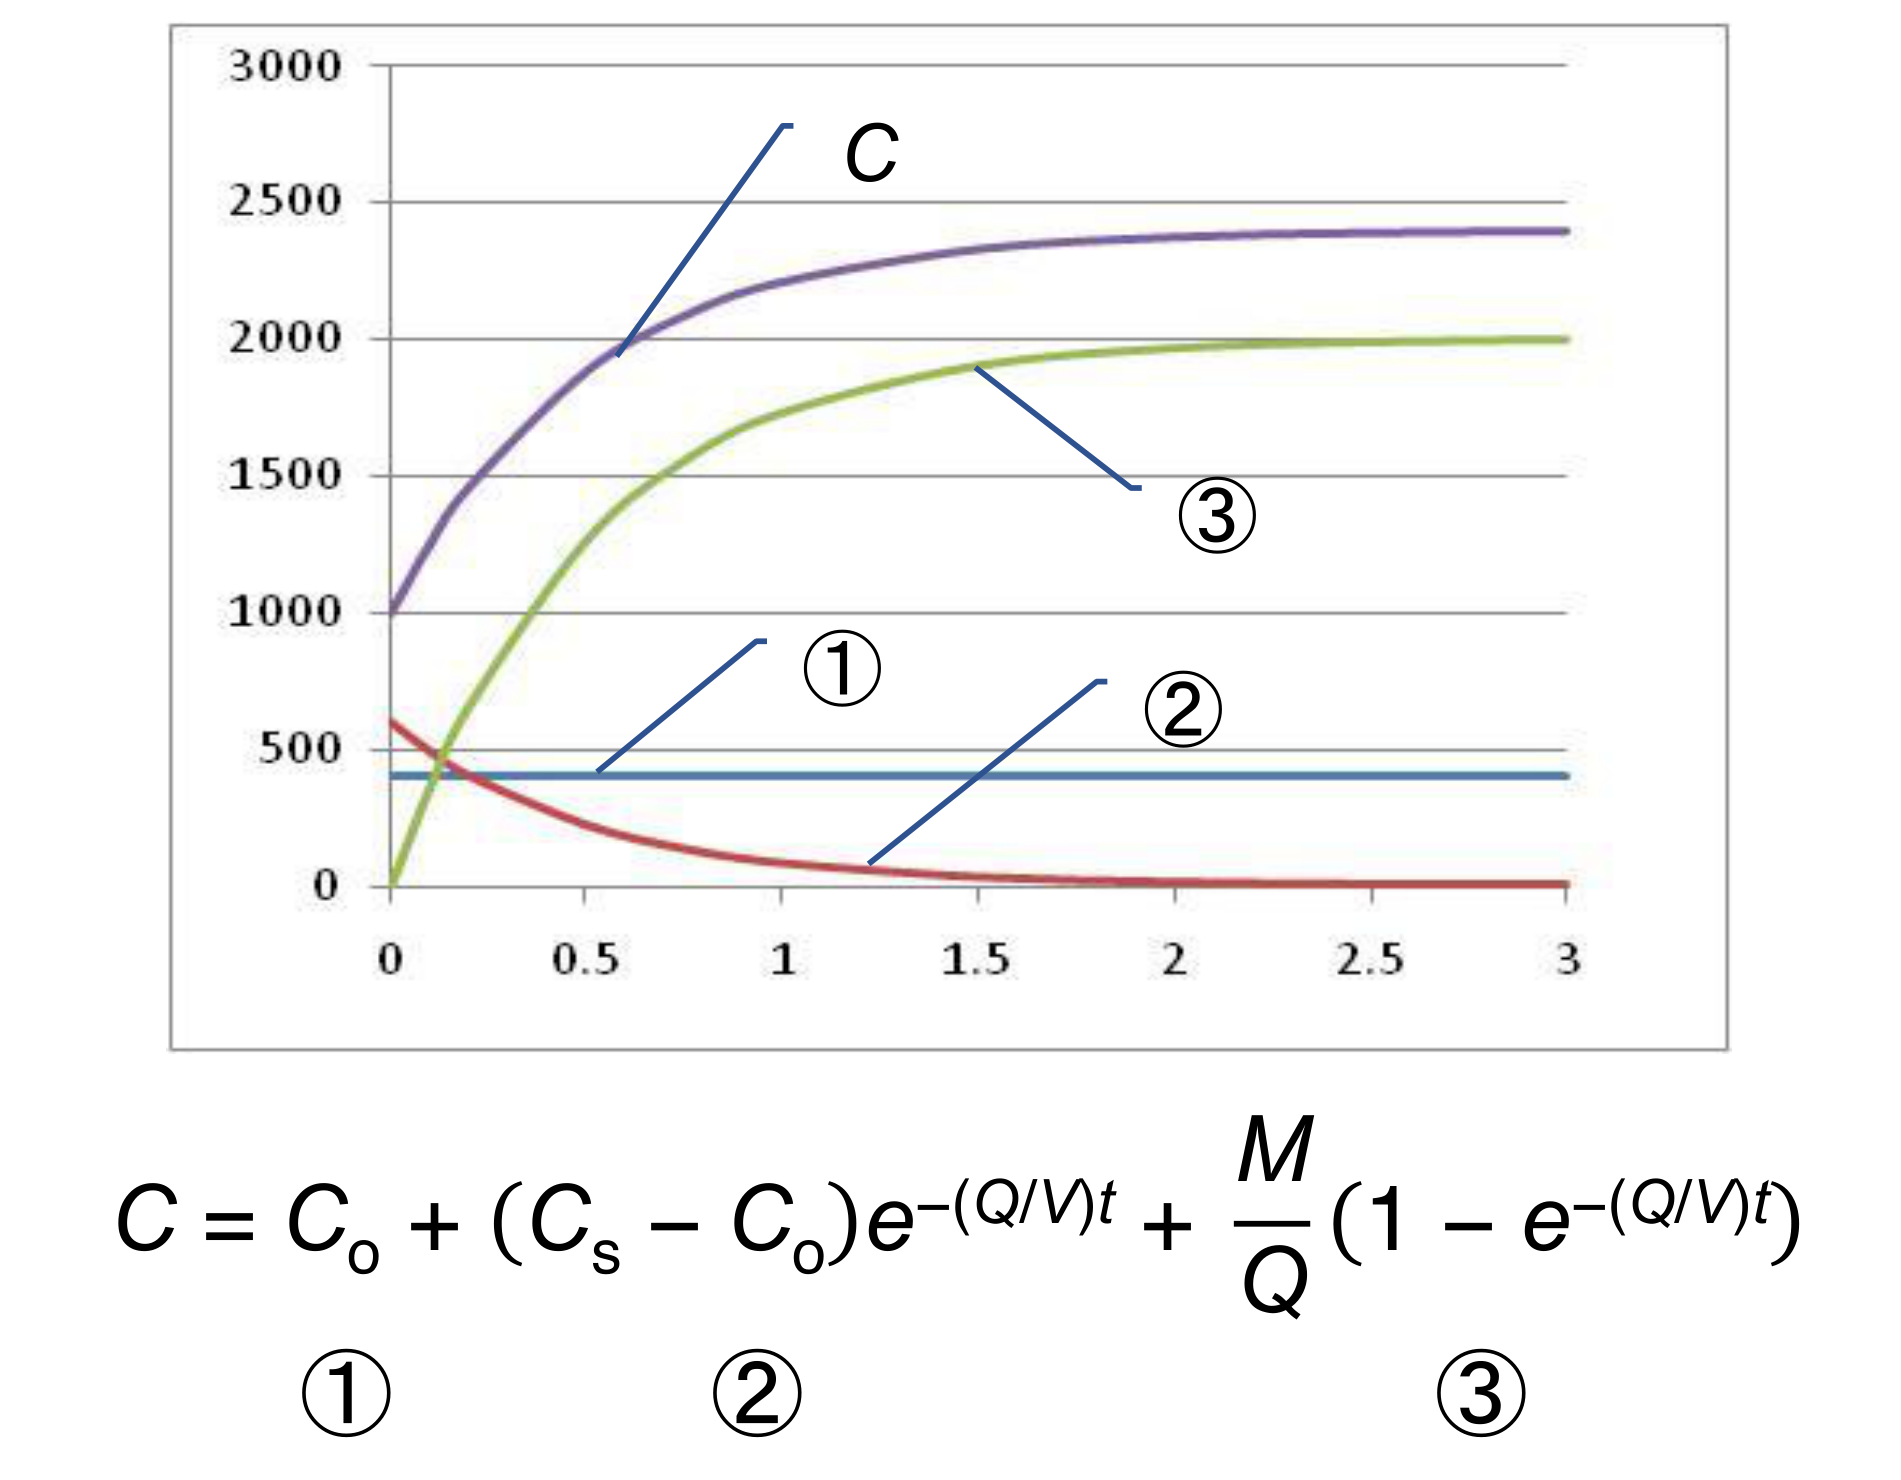 3000
C
2500
2000
1500
③
1000
①
②
500
0
0 0.5 1 1.5 2 2.5 3
C = Co + (Cs − Co)e−(Q/V)t + M/Q (1 − e−(Q/V)t)
① ② ③